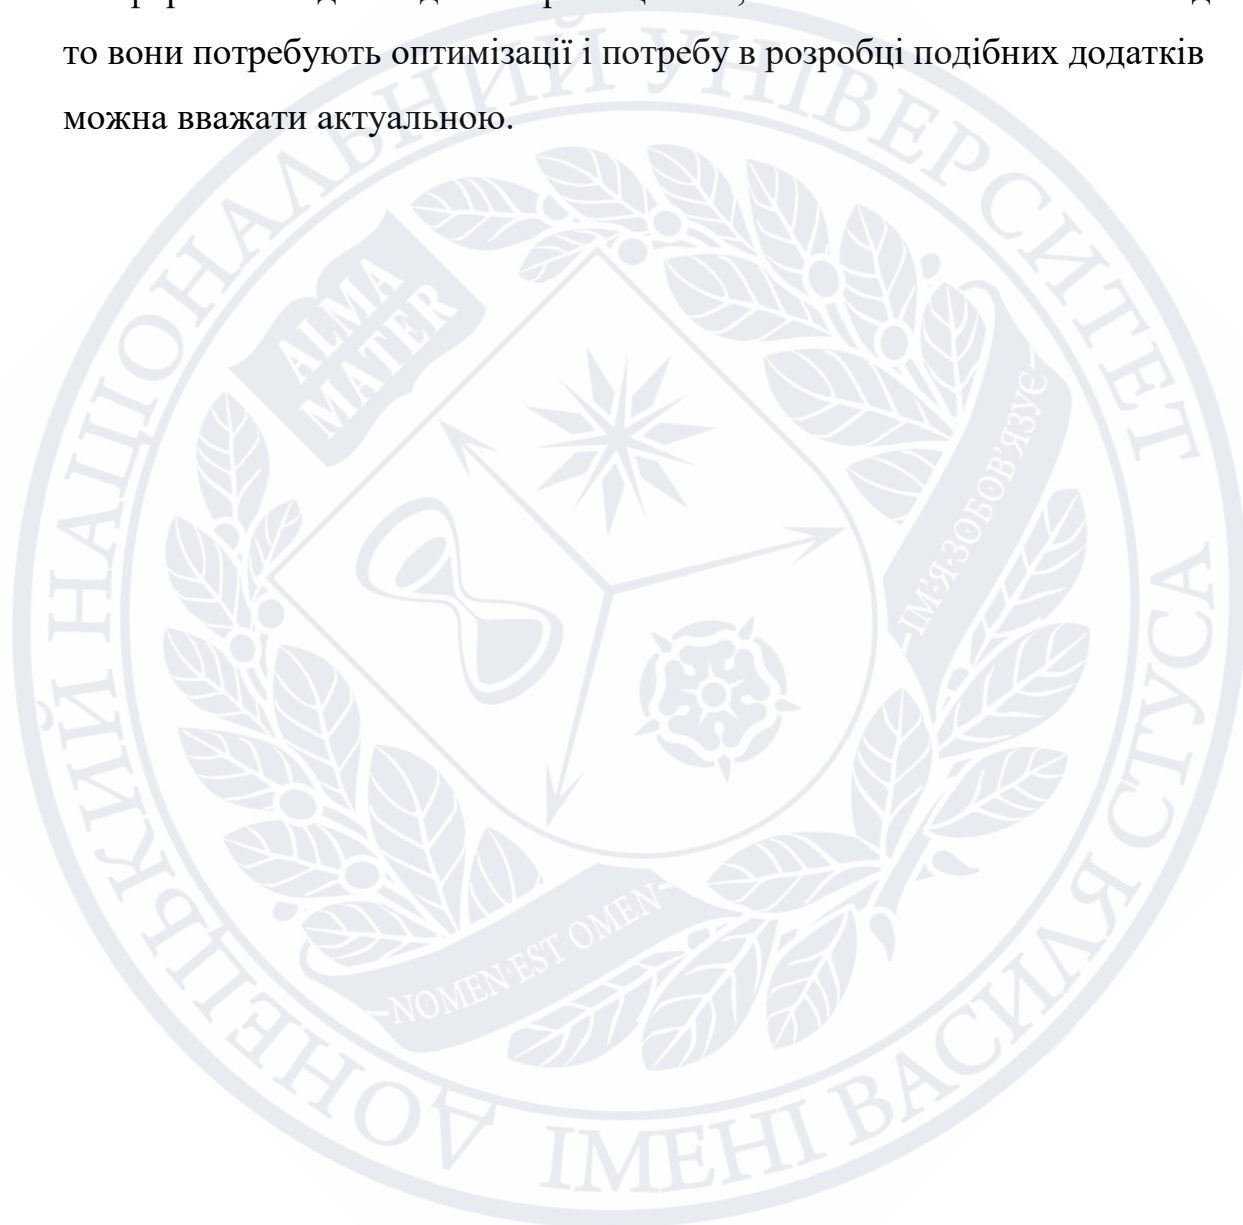 то вони потребують оптимізації і потребу в розробці подібних додатків
можна вважати актуальною.
ДОНЕЦЬКИЙ НАЦІОНАЛЬНИЙ УНІВЕРСИТЕТ
ІМЕНІ ВАСИЛЯ СТУСА
ALMA
MATER
ІМ'Я·ЗОБОВ'ЯЗУЄ
NOMEN·EST OMEN